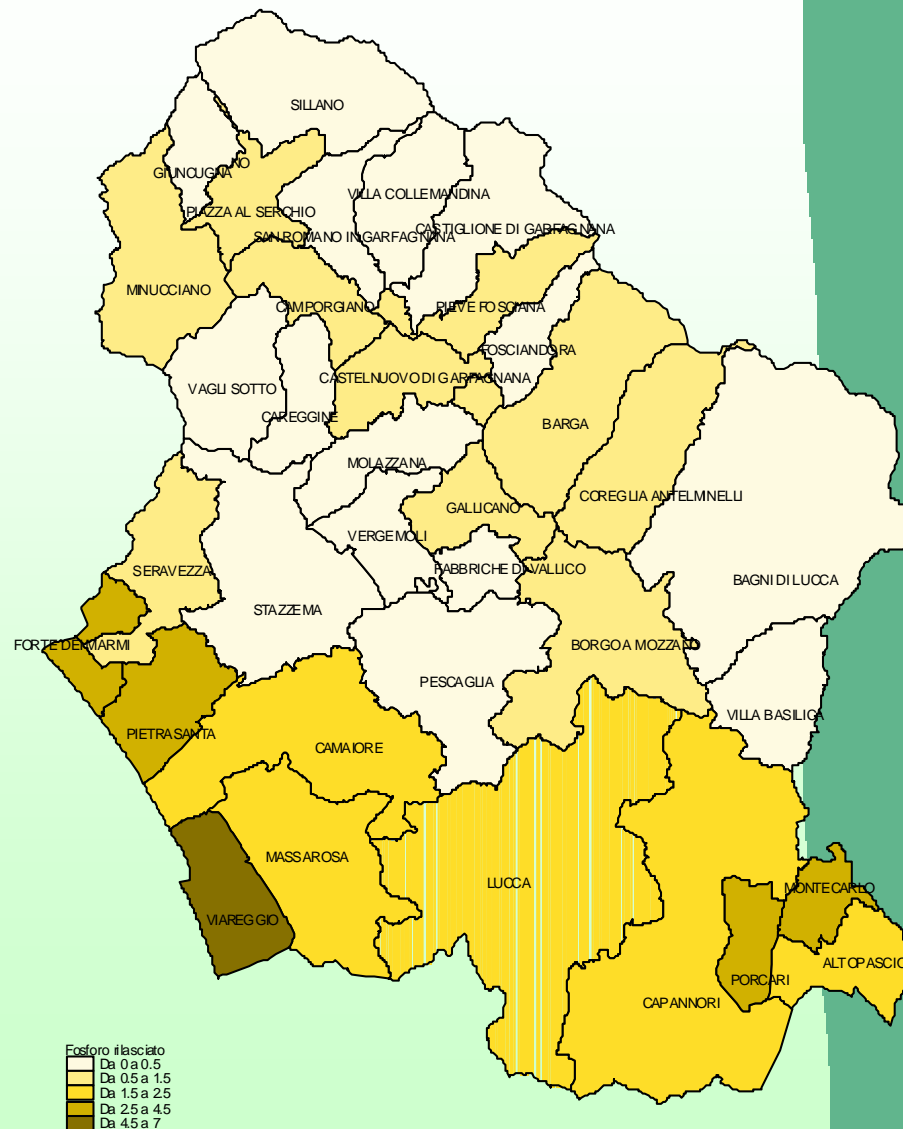 SILLANO
NO
GIUNCUGNA
VILLA COLLEMANDINA
PIAZZA AL SERCHIO
CASTIGLIONE DI GARFAGNANA
SAN ROMANO IN GARFAGNANA
MINUCCIANO
CAMPORGIANO
PIEVE FOSCIANA
FOSCIANDORA
CASTELNUOVO DI GARFAGNANA
VAGLI SOTTO
CAREGGINE
BARGA
MOLAZZANA
COREGLIA ANTELMINELLI
GALLICANO
VERGEMOLI
FABBRICHE DI VALLICO
SERAVEZZA
BAGNI DI LUCCA
STAZZEMA
FORTE DEI MARMI
BORGO A MOZZANO
PESCAGLIA
VILLA BASILICA
PIETRASANTA
CAMAIORE
MASSAROSA
LUCCA
MONTECARLO
VIAREGGIO
ALTOPASCIO
PORCARI
CAPANNORI
Fosforo rilasciato
Da 0 a 0.5
Da 0.5 a 1.5
Da 1.5 a 2.5
Da 2.5 a 4.5
Da 4.5 a 7